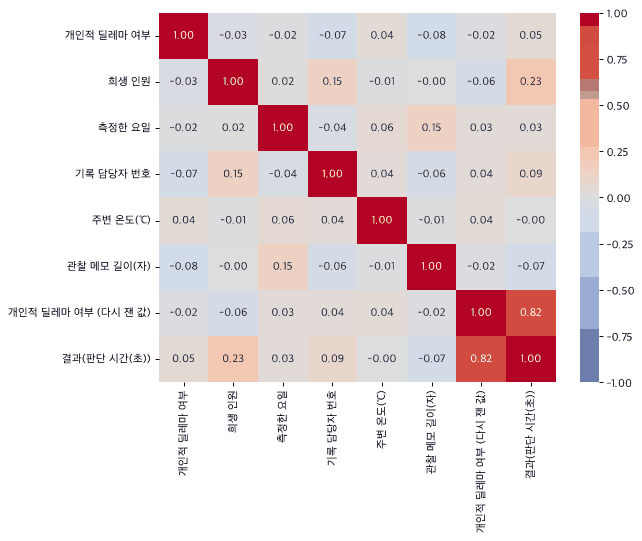 개인적 딜레마 여부 1.00 -0.03 -0.02 -0.07 0.04 -0.08 -0.02 0.05
희생 인원 -0.03 1.00 0.02 0.15 -0.01 -0.00 -0.06 0.23
측정한 요일 -0.02 0.02 1.00 -0.04 0.06 0.15 0.03 0.03
기록 담당자 번호 -0.07 0.15 -0.04 1.00 0.04 -0.06 0.04 0.09
주변 온도(℃) 0.04 -0.01 0.06 0.04 1.00 -0.01 0.04 -0.00
관찰 메모 길이(자) -0.08 -0.00 0.15 -0.06 -0.01 1.00 -0.02 -0.07
개인적 딜레마 여부 (다시 잰 값) -0.02 -0.06 0.03 0.04 0.04 -0.02 1.00 0.82
결과(판단 시간(초)) 0.05 0.23 0.03 0.09 -0.00 -0.07 0.82 1.00
개인적 딜레마 여부
희생 인원
측정한 요일
기록 담당자 번호
주변 온도(℃)
관찰 메모 길이(자)
개인적 딜레마 여부 (다시 잰 값)
결과(판단 시간(초))
1.00
0.75
0.50
0.25
0.00
-0.25
-0.50
-0.75
-1.00